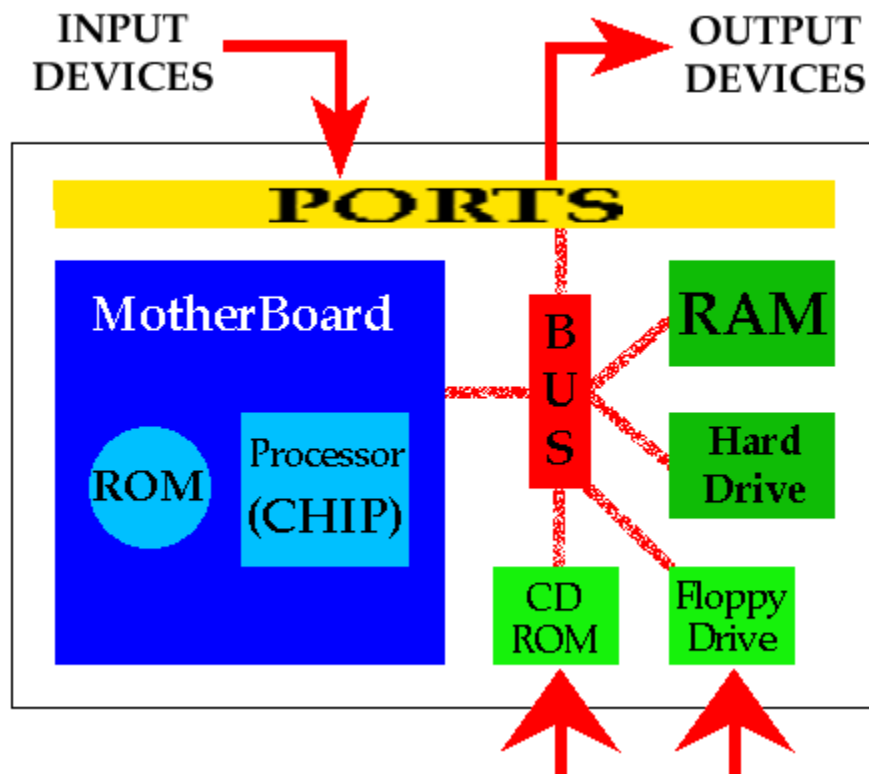 INPUT
DEVICES
OUTPUT
DEVICES
PORTS
MotherBoard
ROM
Processor
(CHIP)
B
U
S
RAM
Hard
Drive
CD
ROM
Floppy
Drive